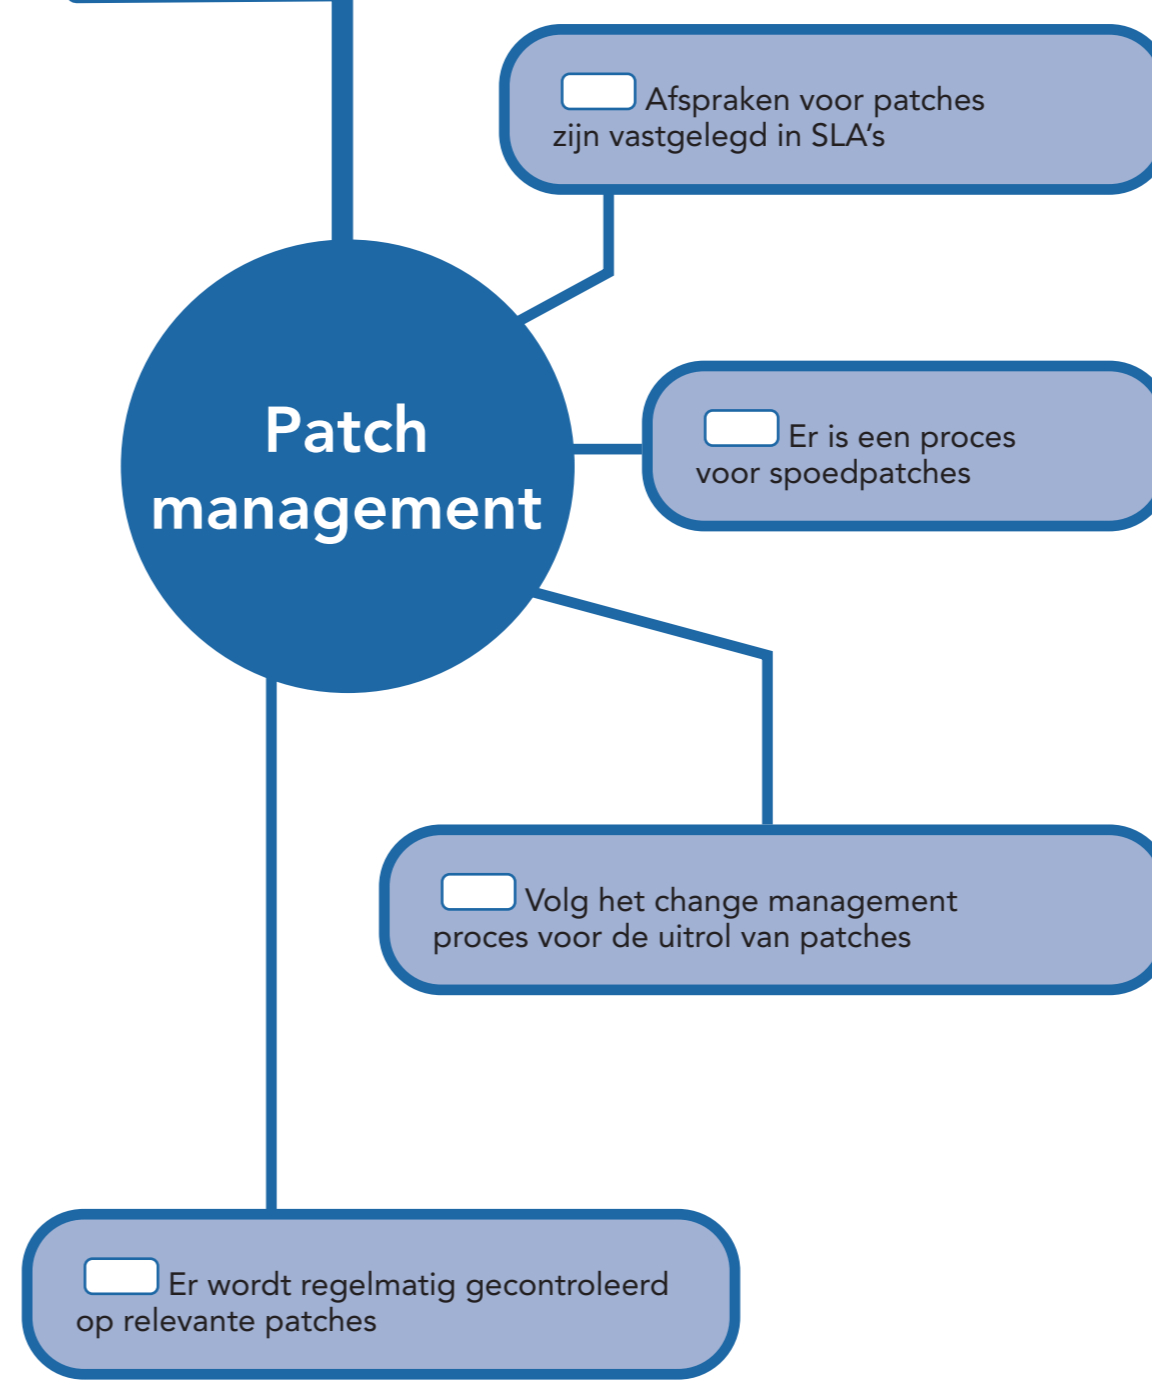 Afspraken voor patches
zijn vastgelegd in SLA’s
Patch
management
Er is een proces
voor spoedpatches
Volg het change management
proces voor de uitrol van patches
Er wordt regelmatig gecontroleerd
op relevante patches